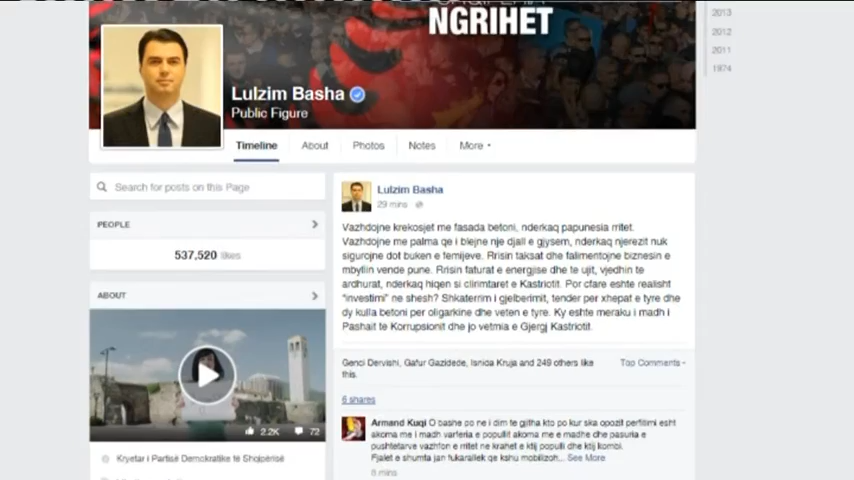 NGRIHET
2013
2012
2011
1974
Lulzim Basha
Public Figure
Timeline
About
Photos
Notes
More
Search for posts on this Page
PEOPLE
537,520 likes
ABOUT
2.2K
72
Kryetar i Partisë Demokratike të Shqipërisë
Lulzim Basha
29 mins
Vazhdojne krekosjet me fasada betoni, nderkaq papunesia rritet.
Vazhdojne me palma qe i blejne nje djall e gjysem, nderkaq njerezit nuk
sigurojne dot buken e femijeve. Rrisin taksat dhe falimentojne biznesin e
mbyllin vende pune. Rrisin faturat e energjise dhe te ujit, vjedhin te
ardhurat, nderkaq hiqen si clirimtaret e Kastriotit. Por cfare eshte realisht
"investimi" ne shesh? Shkaterrim i gjelberimit, tender per xhepat e tyre dhe
dy kulla betoni per oligarkine dhe veten e tyre. Ky eshte meraku i madh i
Pashait te Korrupsionit dhe jo vetmia e Gjergj Kastriotit.
Genci Dervishi, Gafur Gazidede, Isnica Kruja and 249 others like
this.
Top Comments
6 shares
Armand Kuqi O bashe po ne i dim te gjitha kto po kur ska opozit perfilimi esht
akoma me i madh varferia e popullit akoma me e madhe dhe pasuria e
pushtetarve vazhfon e rritet ne krahet e ktij populli dhe ktij kombi.
Fjalet e shumta jan fukarallek qe kshu mobilizoh... See More
6 mins